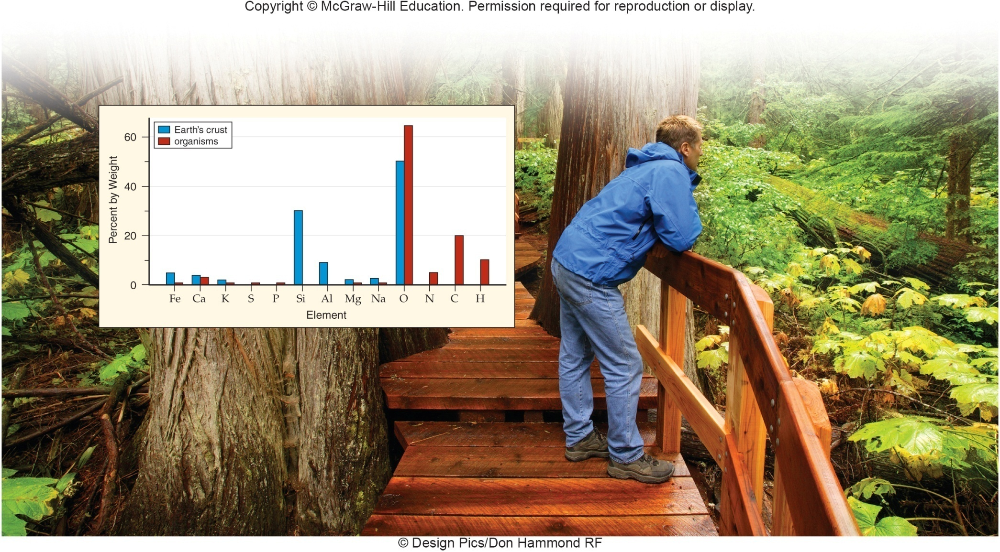 Copyright © McGraw-Hill Education. Permission required for reproduction or display.
Earth's crust
organisms
Percent by Weight
60
40
20
0
Fe Ca K S P Si Al Mg Na O N C H
Element
© Design Pics/Don Hammond RF